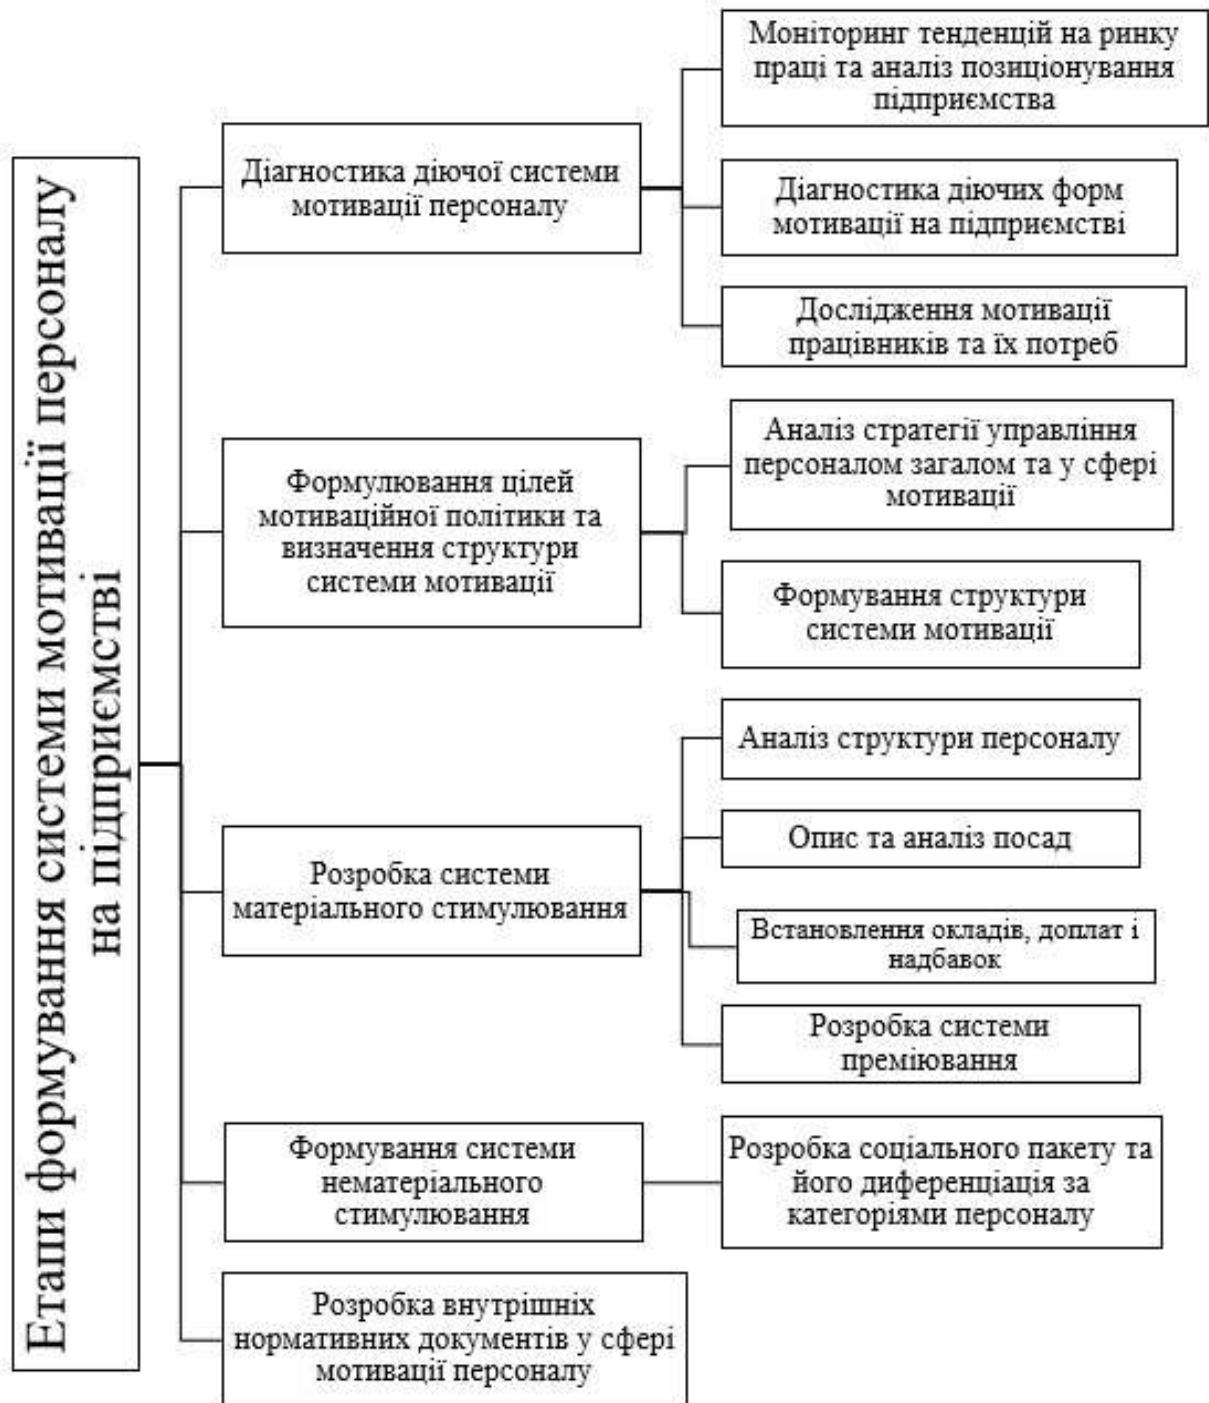 Етапи формування системи мотивації персоналу
на підприємстві
Діагностика діючої системи
мотивації персоналу
Моніторинг тенденцій на ринку
праці та аналіз позиціонування
підприємства
Діагностика діючих форм
мотивації на підприємстві
Дослідження мотивації
працівників та їх потреб
Формулювання цілей
мотиваційної політики та
визначення структури
системи мотивації
Аналіз стратегії управління
персоналом загалом та у сфері
мотивації
Формування структури
системи мотивації
Розробка системи
матеріального стимулювання
Аналіз структури персоналу
Опис та аналіз посад
Встановлення окладів, доплат і
надбавок
Розробка системи
преміювання
Формування системи
нематеріального
стимулювання
Розробка соціального пакету та
його диференціація за
категоріями персоналу
Розробка внутрішніх
нормативних документів у сфері
мотивації персоналу